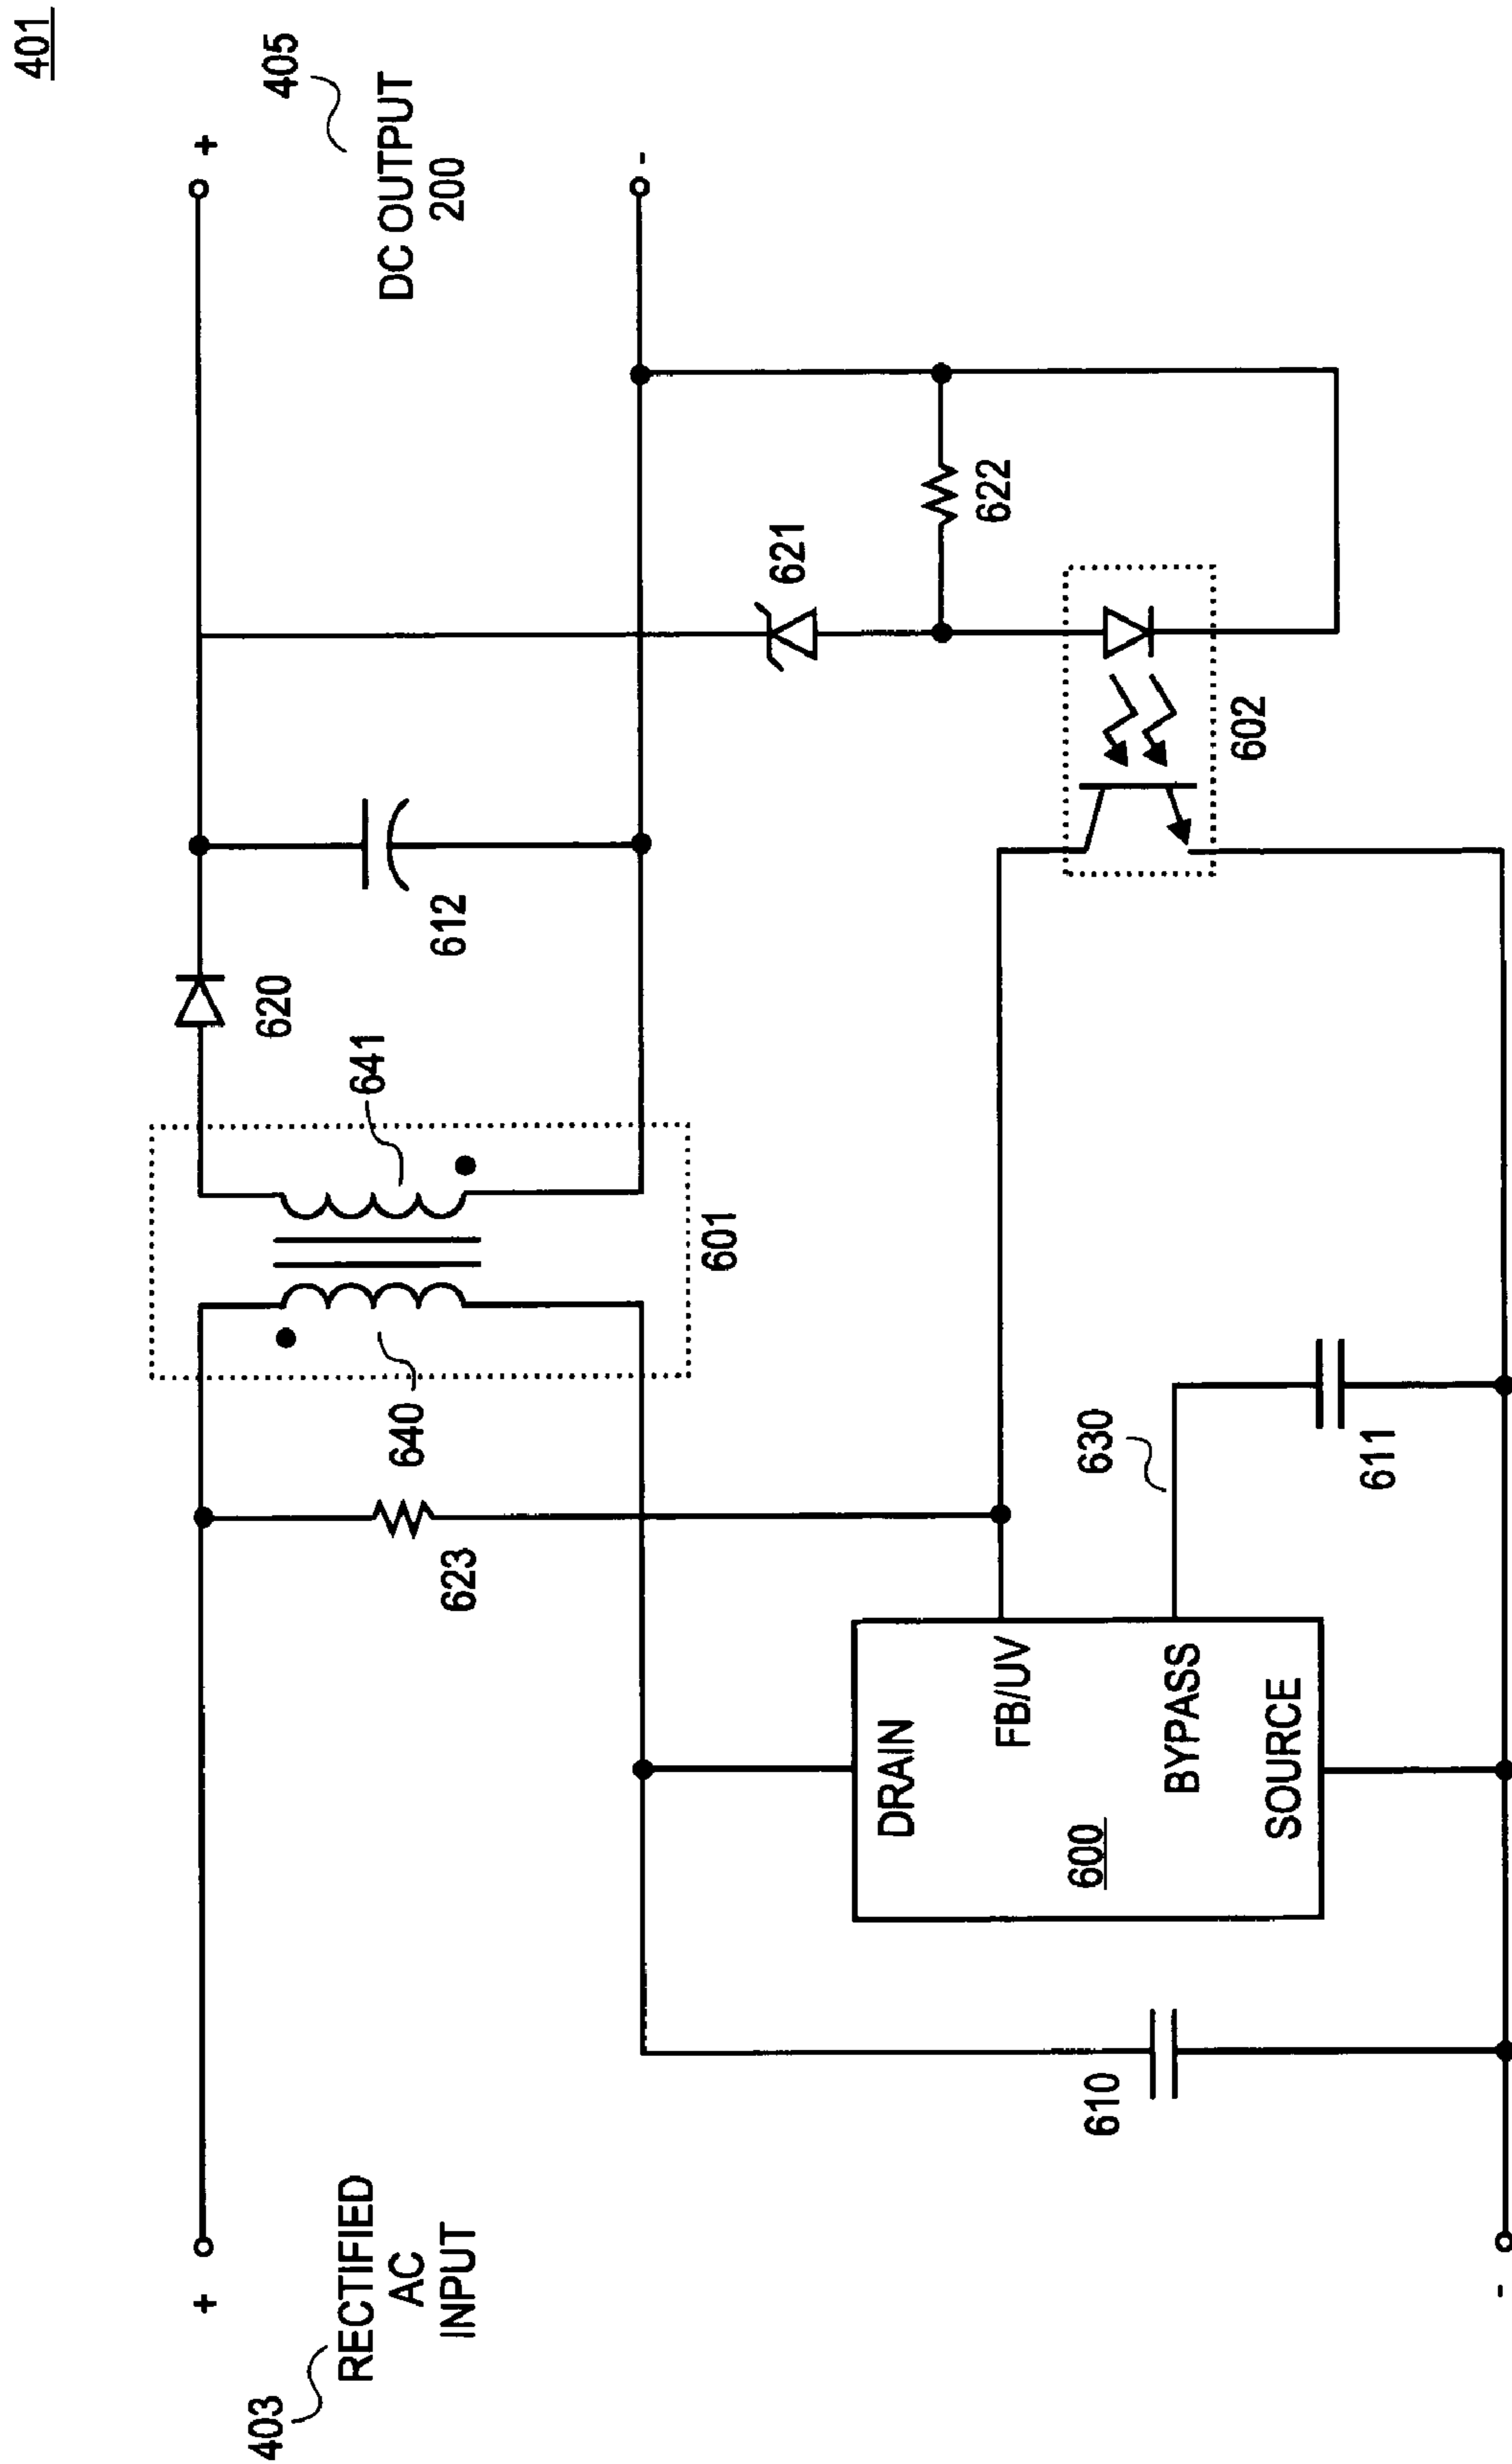 401
405
DC OUTPUT
200
+
-
620
612
641
640
601
621
622
602
623
630
611
DRAIN
FB/UV
BYPASS
SOURCE
600
610
+
403
RECTIFIED
AC
INPUT
-